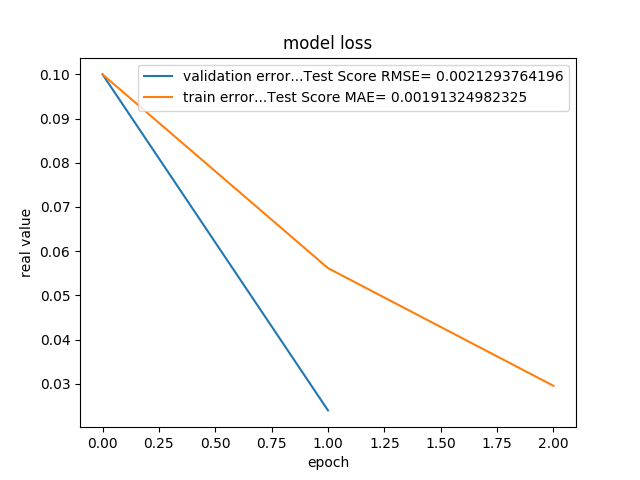 model loss
validation error...Test Score RMSE= 0.0021293764196
train error...Test Score MAE= 0.00191324982325
0.10
0.09
0.08
0.07
0.06
0.05
0.04
0.03
real value
0.00 0.25 0.50 0.75 1.00 1.25 1.50 1.75 2.00
epoch